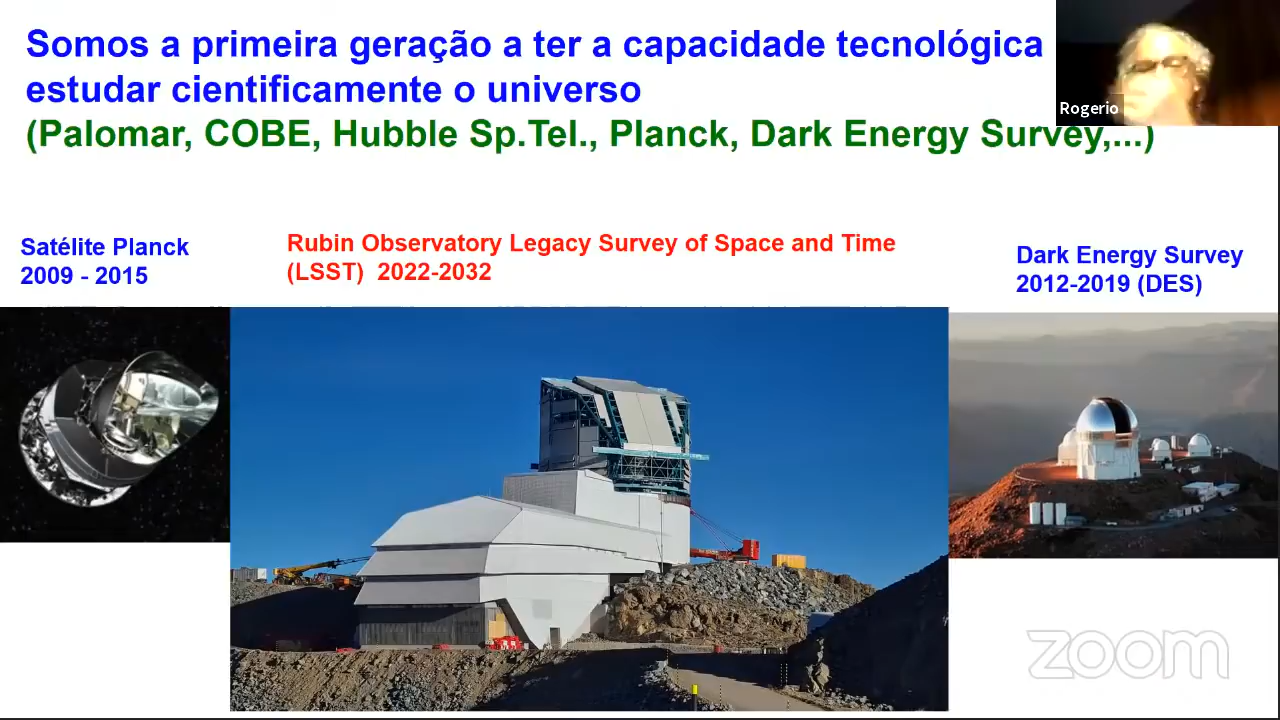 Somos a primeira geração a ter a capacidade tecnológica
estudar cientificamente o universo
(Palomar, COBE, Hubble Sp.Tel., Planck, Dark Energy Survey,...)
Rogerio
Satélite Planck
2009 - 2015
Rubin Observatory Legacy Survey of Space and Time
(LSST) 2022-2032
Dark Energy Survey
2012-2019 (DES)
zoom